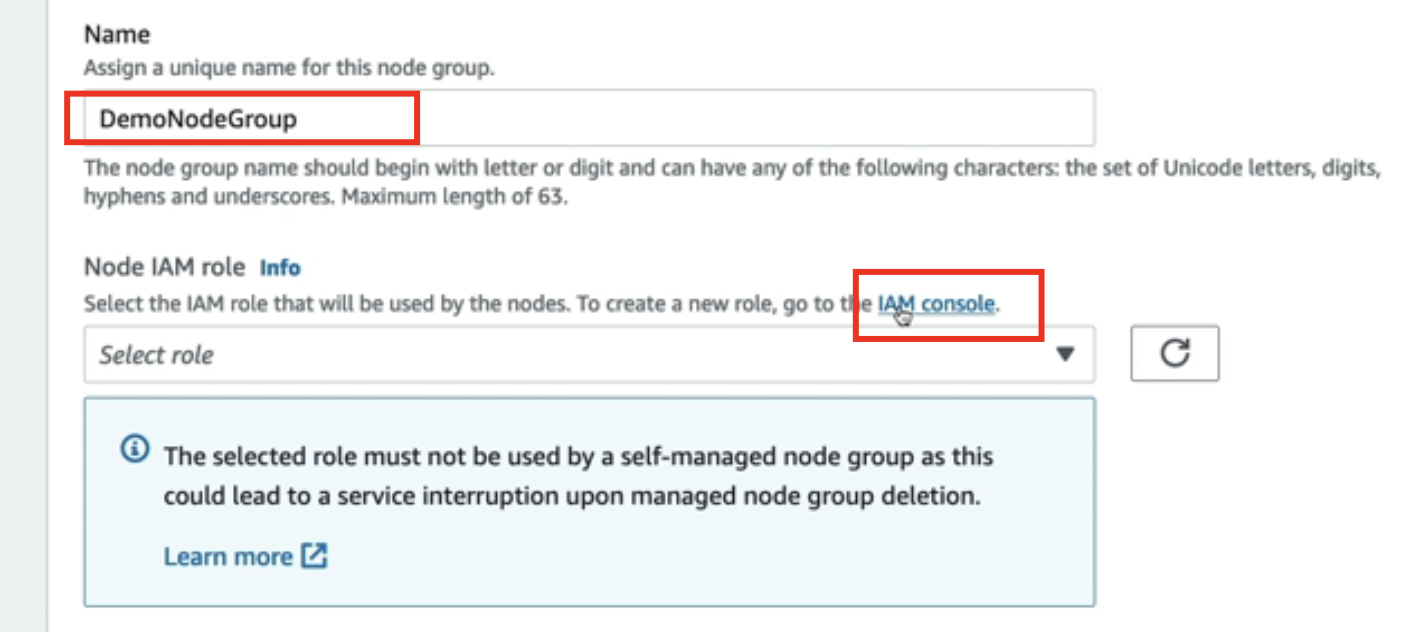 Name
Assign a unique name for this node group.
DemoNodeGroup
The node group name should begin with letter or digit and can have any of the following characters: the set of Unicode letters, digits,
hyphens and underscores. Maximum length of 63.
Node IAM role Info
Select the IAM role that will be used by the nodes. To create a new role, go to the IAM console.
Select role
The selected role must not be used by a self-managed node group as this
could lead to a service interruption upon managed node group deletion.
Learn more